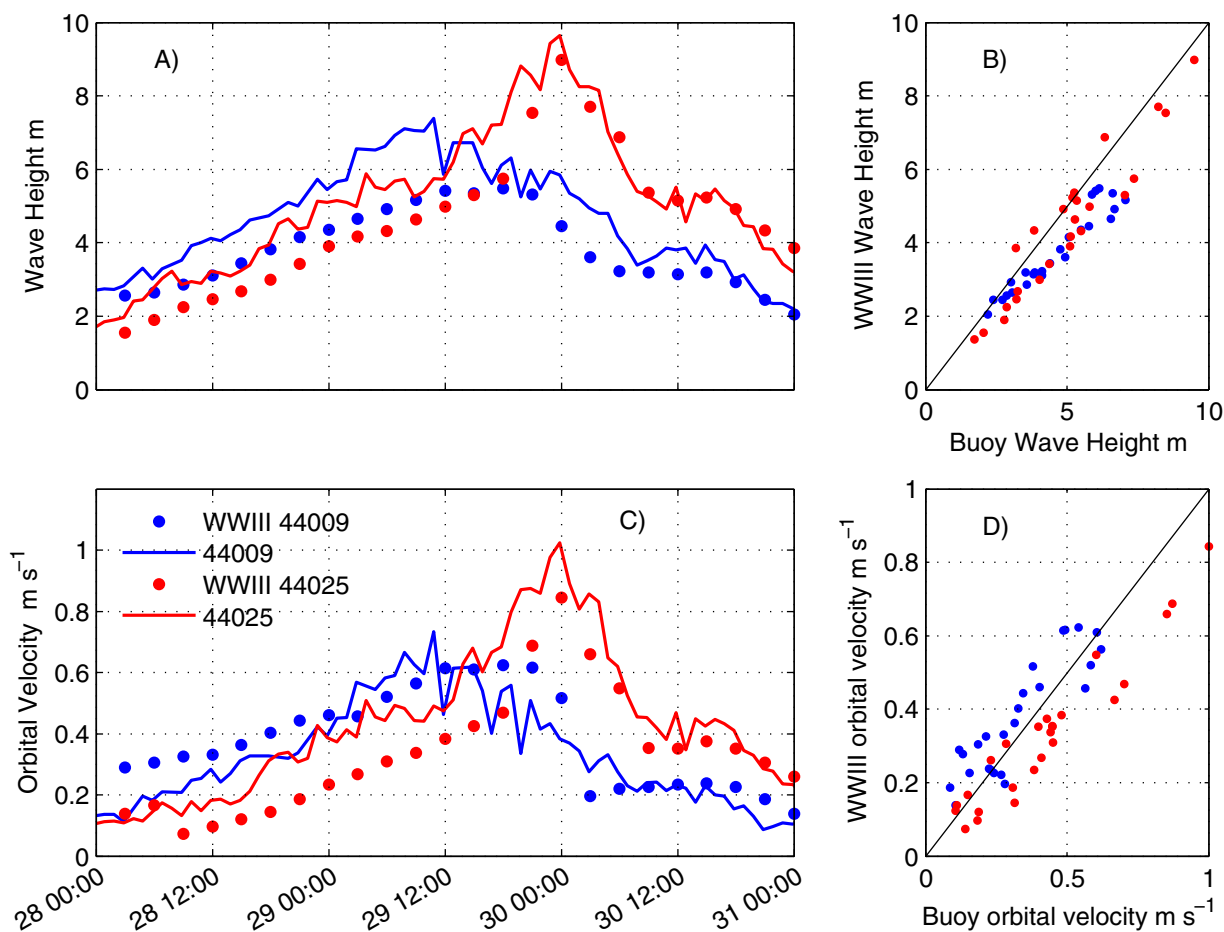 A)
Wave Height m
10
8
6
4
2
0
B)
WWIII Wave Height m
10
8
6
4
2
0
0 5 10
Buoy Wave Height m
C)
Orbital Velocity m s⁻¹
1
0.8
0.6
0.4
0.2
0
WWIII 44009
44009
WWIII 44025
44025
28 00:00 28 12:00 29 00:00 29 12:00 30 00:00 30 12:00 31 00:00
D)
WWIII orbital velocity m s⁻¹
1
0.8
0.6
0.4
0.2
0
0 0.5 1
Buoy orbital velocity m s⁻¹